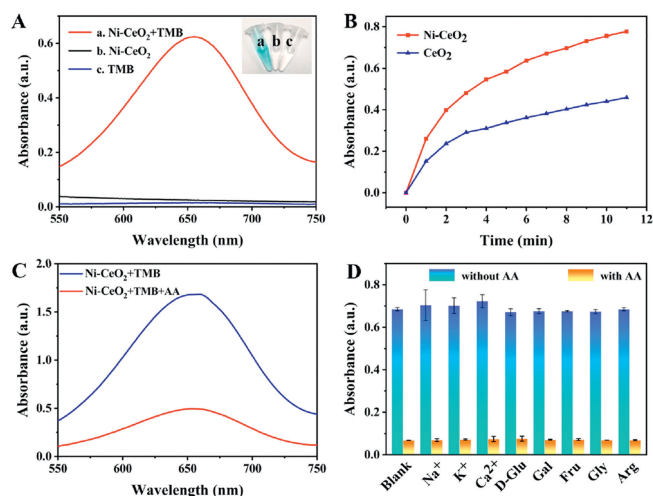 A
a. Ni-CeO2+TMB
b. Ni-CeO2
c. TMB
a b c
Absorbance (a.u.)
0.6
0.4
0.2
0.0
550 600 650 700 750
Wavelength (nm)
B
Ni-CeO2
CeO2
Absorbance (a.u.)
0.8
0.6
0.4
0.2
0.0
0 2 4 6 8 10 12
Time (min)
C
Ni-CeO2+TMB
Ni-CeO2+TMB+AA
Absorbance (a.u.)
2.0
1.5
1.0
0.5
0.0
550 600 650 700 750
Wavelength (nm)
D
without AA
with AA
Absorbance (a.u.)
0.8
0.6
0.4
0.2
0.0
Blank Na+ K+ Ca2+ D-Glu Gal Fru Gly Arg